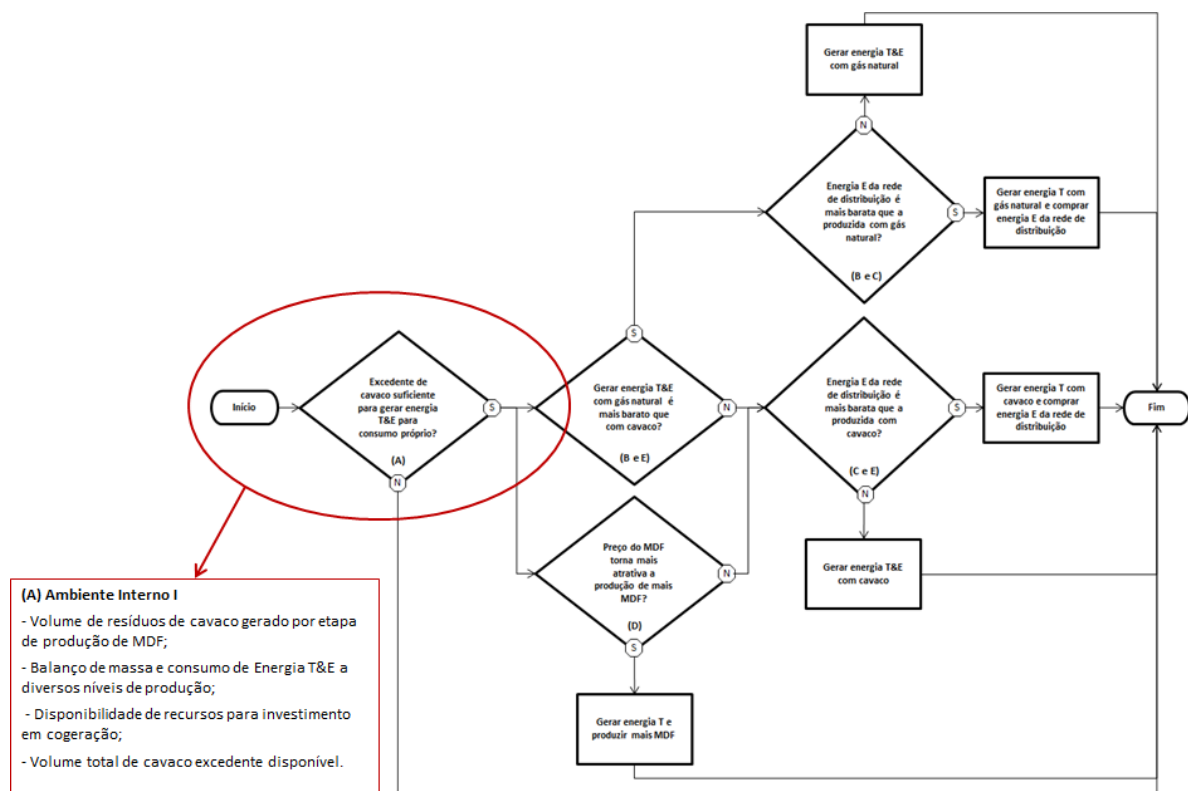 Gerar energia T&E
com gás natural
N
Energia E da rede
de distribuição é
mais barata que a
produzida com gás
natural?
(B e C)
S
Gerar energia T com
gás natural e comprar
energia E da rede de
distribuição
Início
Excedente de
cavaco suficiente
para gerar energia
T&E para
consumo próprio?
(A)
S
N
S
Gerar energia T&E
com gás natural é
mais barato que
com cavaco?
(B e E)
N
Energia E da rede
de distribuição é
mais barata que a
produzida com
cavaco?
(C e E)
S
N
Gerar energia T com
cavaco e comprar
energia E da rede de
distribuição
Fim
Preço do MDF
torna mais
atrativa a
produção de mais
MDF?
(D)
N
S
Gerar energia T&E
com cavaco
Gerar energia T e
produzir mais MDF
(A) Ambiente Interno I
- Volume de resíduos de cavaco gerado por etapa
de produção de MDF;
- Balanço de massa e consumo de Energia T&E a
diversos níveis de produção;
- Disponibilidade de recursos para investimento
em cogeração;
- Volume total de cavaco excedente disponível.